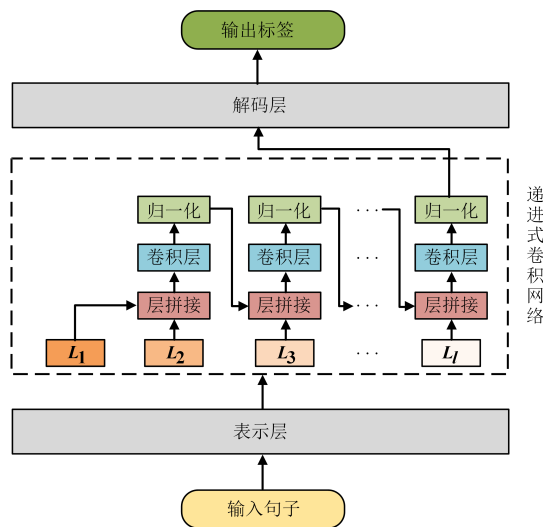 输出标签
解码层
归一化 归一化 ··· 归一化
卷积层 卷积层 ··· 卷积层
层拼接 层拼接 ··· 层拼接
L1 L2 L3 ··· Ll
递进式卷积网络
表示层
输入句子